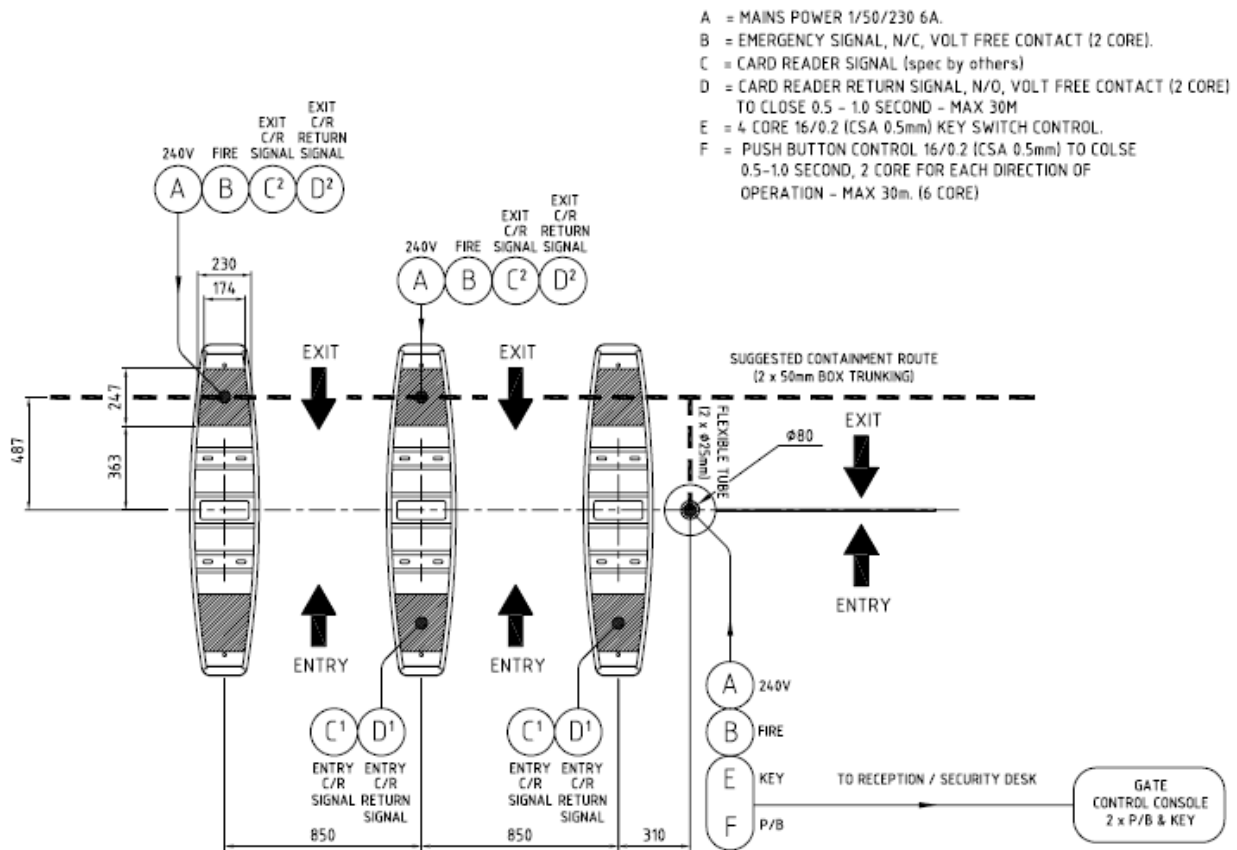 A = MAINS POWER 1/50/230 6A.
B = EMERGENCY SIGNAL, N/C, VOLT FREE CONTACT (2 CORE).
C = CARD READER SIGNAL (spec by others)
D = CARD READER RETURN SIGNAL, N/O, VOLT FREE CONTACT (2 CORE)
TO CLOSE 0.5 - 1.0 SECOND - MAX 30M
E = 4 CORE 16/0.2 (CSA 0.5mm) KEY SWITCH CONTROL.
F = PUSH BUTTON CONTROL 16/0.2 (CSA 0.5mm) TO COLSE
0.5-1.0 SECOND, 2 CORE FOR EACH DIRECTION OF
OPERATION - MAX 30m. (6 CORE)
240V
FIRE
EXIT
C/R
SIGNAL
EXIT
C/R
RETURN
SIGNAL
A
B
C²
D²
240V
FIRE
EXIT
C/R
SIGNAL
EXIT
C/R
RETURN
SIGNAL
A
B
C²
D²
230
174
247
363
487
EXIT
EXIT
SUGGESTED CONTAINMENT ROUTE
(2 x 50mm BOX TRUNKING)
FLEXIBLE TUBE
(2 x Ø25mm)
Ø80
EXIT
ENTRY
ENTRY
ENTRY
C¹
D¹
ENTRY
C/R
SIGNAL
ENTRY
C/R
RETURN
SIGNAL
C¹
D¹
ENTRY
C/R
SIGNAL
ENTRY
C/R
RETURN
SIGNAL
A
240V
B
FIRE
E
KEY
F
P/B
TO RECEPTION / SECURITY DESK
GATE
CONTROL CONSOLE
2 x P/B & KEY
850
850
310